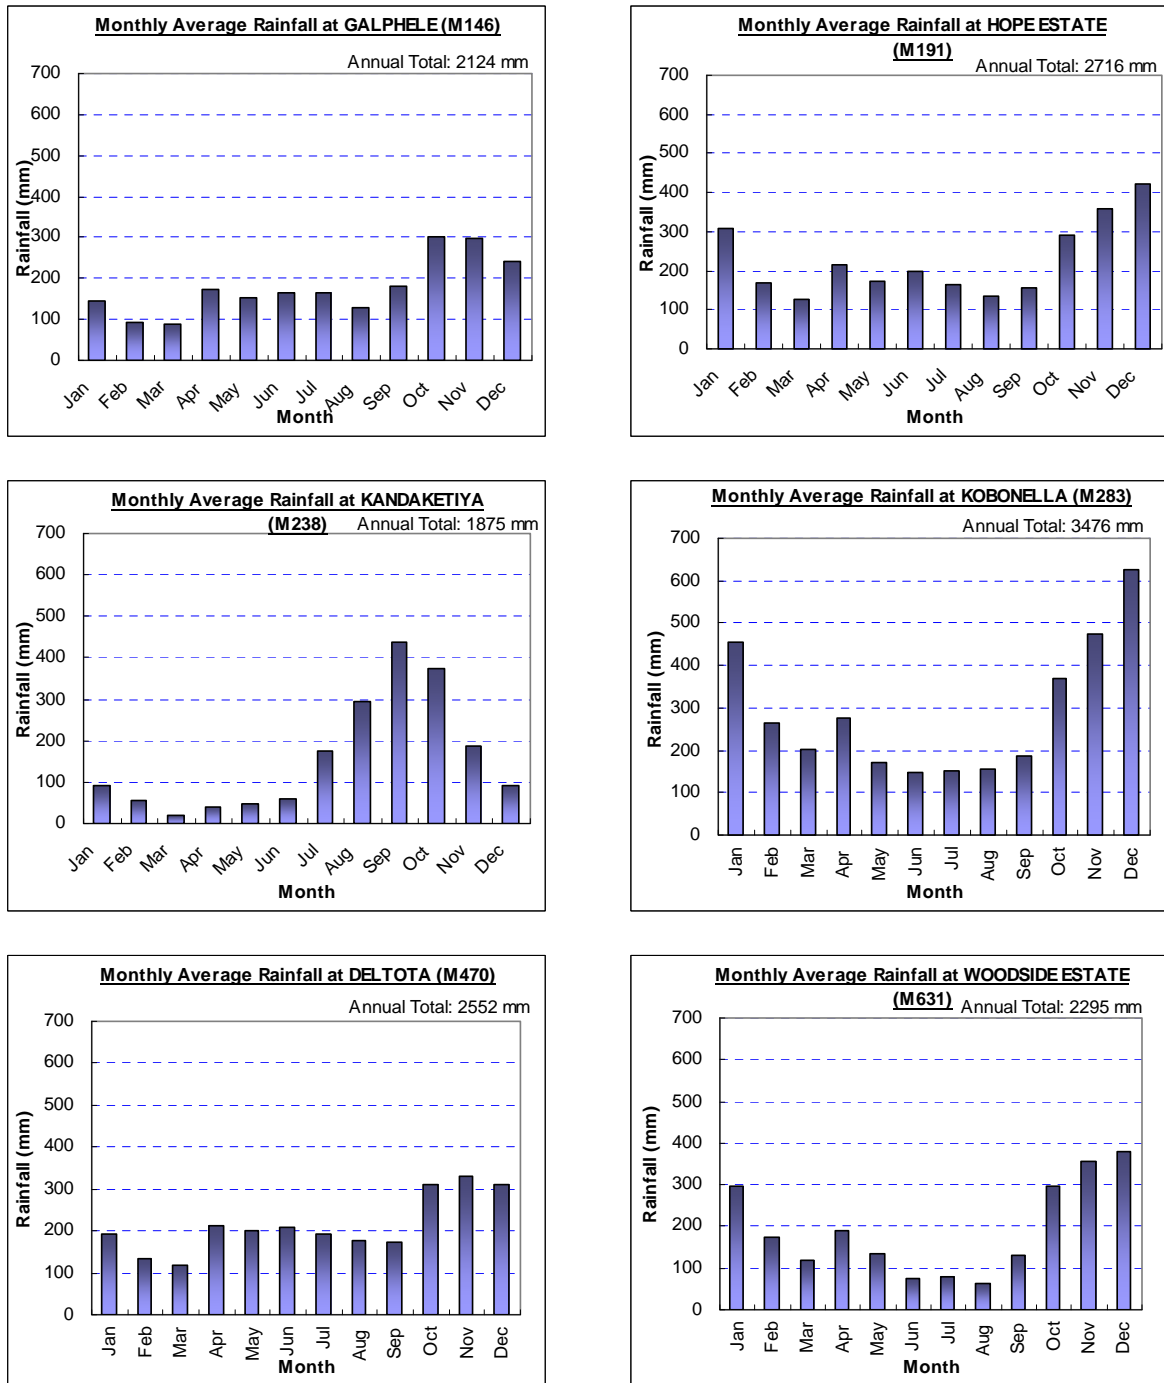 Monthly Average Rainfall at GALPHELE (M146)
Annual Total: 2124 mm
700
600
500
400
300
200
100
0
Rainfall (mm)
Jan Feb Mar Apr May Jun Jul Aug Sep Oct Nov Dec
Month
Monthly Average Rainfall at HOPE ESTATE
(M191)
Annual Total: 2716 mm
700
600
500
400
300
200
100
0
Rainfall (mm)
Jan Feb Mar Apr May Jun Jul Aug Sep Oct Nov Dec
Month
Monthly Average Rainfall at KANDAKETIYA
(M238) Annual Total: 1875 mm
700
600
500
400
300
200
100
0
Rainfall (mm)
Jan Feb Mar Apr May Jun Jul Aug Sep Oct Nov Dec
Month
Monthly Average Rainfall at KOBONELLA (M283)
Annual Total: 3476 mm
700
600
500
400
300
200
100
0
Rainfall (mm)
Jan Feb Mar Apr May Jun Jul Aug Sep Oct Nov Dec
Month
Monthly Average Rainfall at DELTOTA (M470)
Annual Total: 2552 mm
700
600
500
400
300
200
100
0
Rainfall (mm)
Jan Feb Mar Apr May Jun Jul Aug Sep Oct Nov Dec
Month
Monthly Average Rainfall at WOODSIDE ESTATE
(M631) Annual Total: 2295 mm
700
600
500
400
300
200
100
0
Rainfall (mm)
Jan Feb Mar Apr May Jun Jul Aug Sep Oct Nov Dec
Month